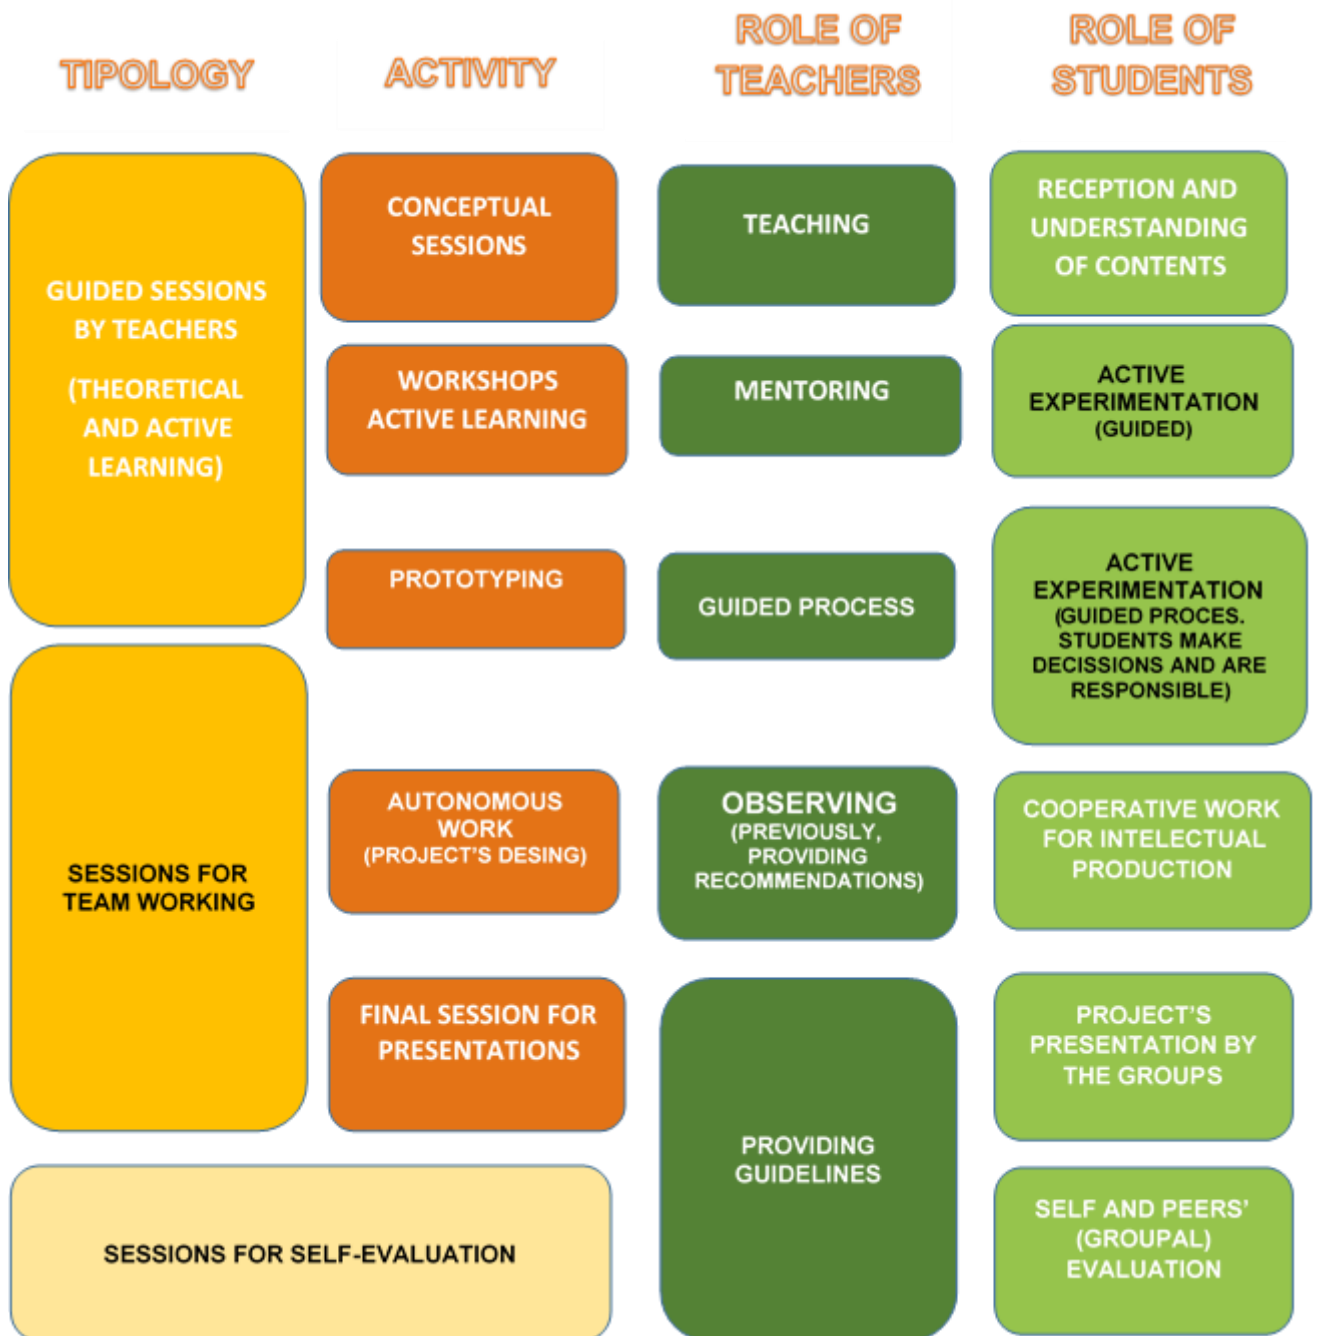 TIPOLOGY
ACTIVITY
ROLE OF
TEACHERS
ROLE OF
STUDENTS
GUIDED SESSIONS
BY TEACHERS
(THEORETICAL
AND ACTIVE
LEARNING)
CONCEPTUAL
SESSIONS
TEACHING
RECEPTION AND
UNDERSTANDING
OF CONTENTS
WORKSHOPS
ACTIVE LEARNING
MENTORING
ACTIVE
EXPERIMENTATION
(GUIDED)
PROTOTYPING
GUIDED PROCESS
ACTIVE
EXPERIMENTATION
(GUIDED PROCES.
STUDENTS MAKE
DECISSIONS AND ARE
RESPONSIBLE)
SESSIONS FOR
TEAM WORKING
AUTONOMOUS
WORK
(PROJECT'S DESING)
OBSERVING
(PREVIOUSLY,
PROVIDING
RECOMMENDATIONS)
COOPERATIVE WORK
FOR INTELECTUAL
PRODUCTION
FINAL SESSION FOR
PRESENTATIONS
PROVIDING
GUIDELINES
PROJECT'S
PRESENTATION BY
THE GROUPS
SESSIONS FOR SELF-EVALUATION
SELF AND PEERS'
(GROUPAL)
EVALUATION